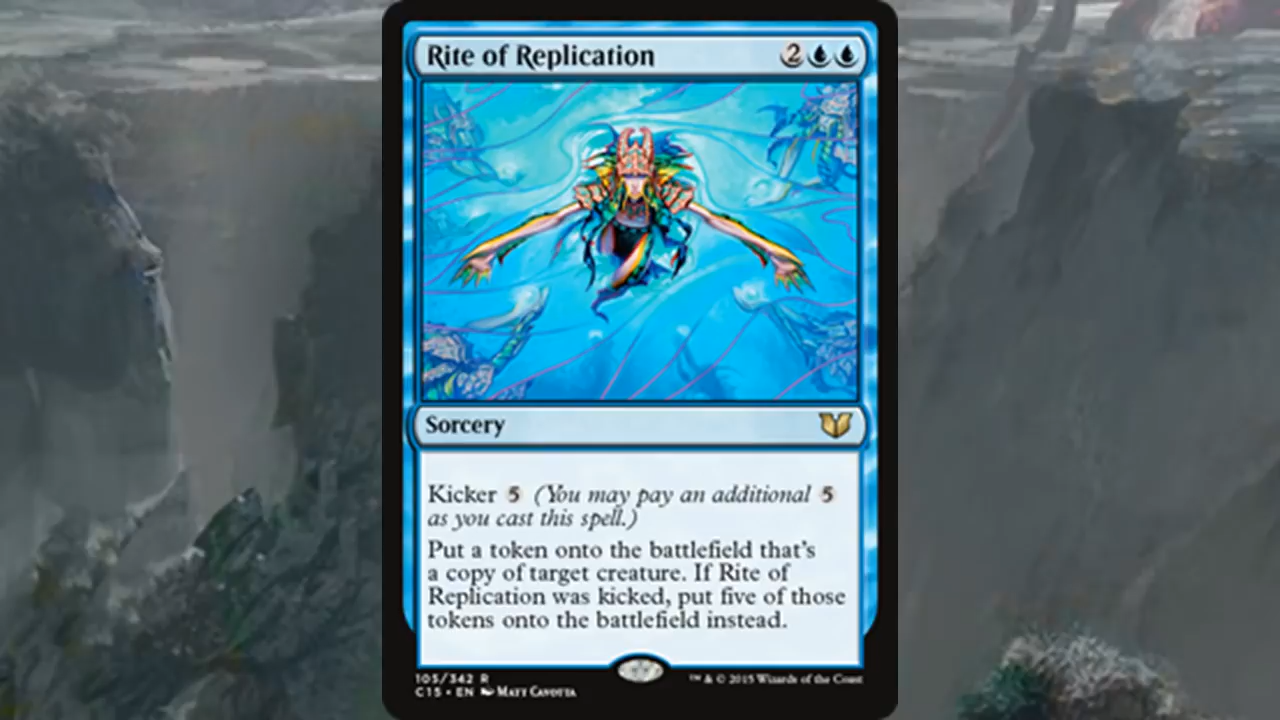 Rite of Replication 2
Sorcery
Kicker 5 (You may pay an additional 5
as you cast this spell.)
Put a token onto the battlefield that's
a copy of target creature. If Rite of
Replication was kicked, put five of those
tokens onto the battlefield instead.
105/342 R
™ & © 2015 Wizards of the Coast
C15 • EN Matt Cavotta